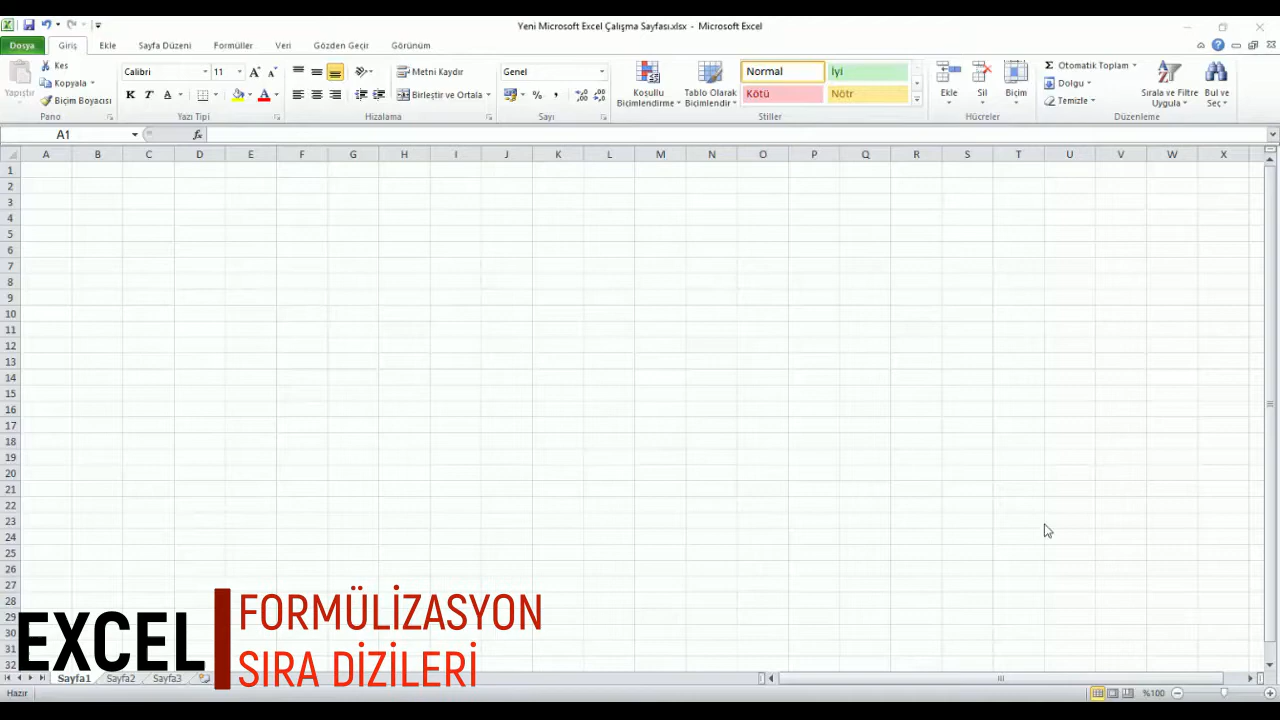 Yeni Microsoft Excel Çalışma Sayfası.xlsx - Microsoft Excel
Dosya Giriş Ekle Sayfa Düzeni Formüller Veri Gözden Geçir Görünüm
Yapıştır
Kes
Kopyala
Biçim Boyacısı
Pano
Calibri 11
K T A
Yazı Tipi
Metni Kaydır
Birleştir ve Ortala
Hizalama
Genel
%
Sayı
Koşullu
Biçimlendirme
Tablo Olarak
Biçimlendir
Normal İyi
Kötü Nötr
Stiller
Ekle Sil Biçim
Hücreler
Σ Otomatik Toplam
Dolgu
Temizle
Sırala ve Filtre
Uygula
Bul ve
Seç
Düzenleme
A1 fx
A B C D E F G H I J K L M N O P Q R S T U V W X
1
2
3
4
5
6
7
8
9
10
11
12
13
14
15
16
17
18
19
20
21
22
23
24
25
26
27
28
29
30
31
32
EXCEL
FORMÜLİZASYON
SIRA DİZİLERİ
Sayfa1 Sayfa2 Sayfa3
Hazır %100